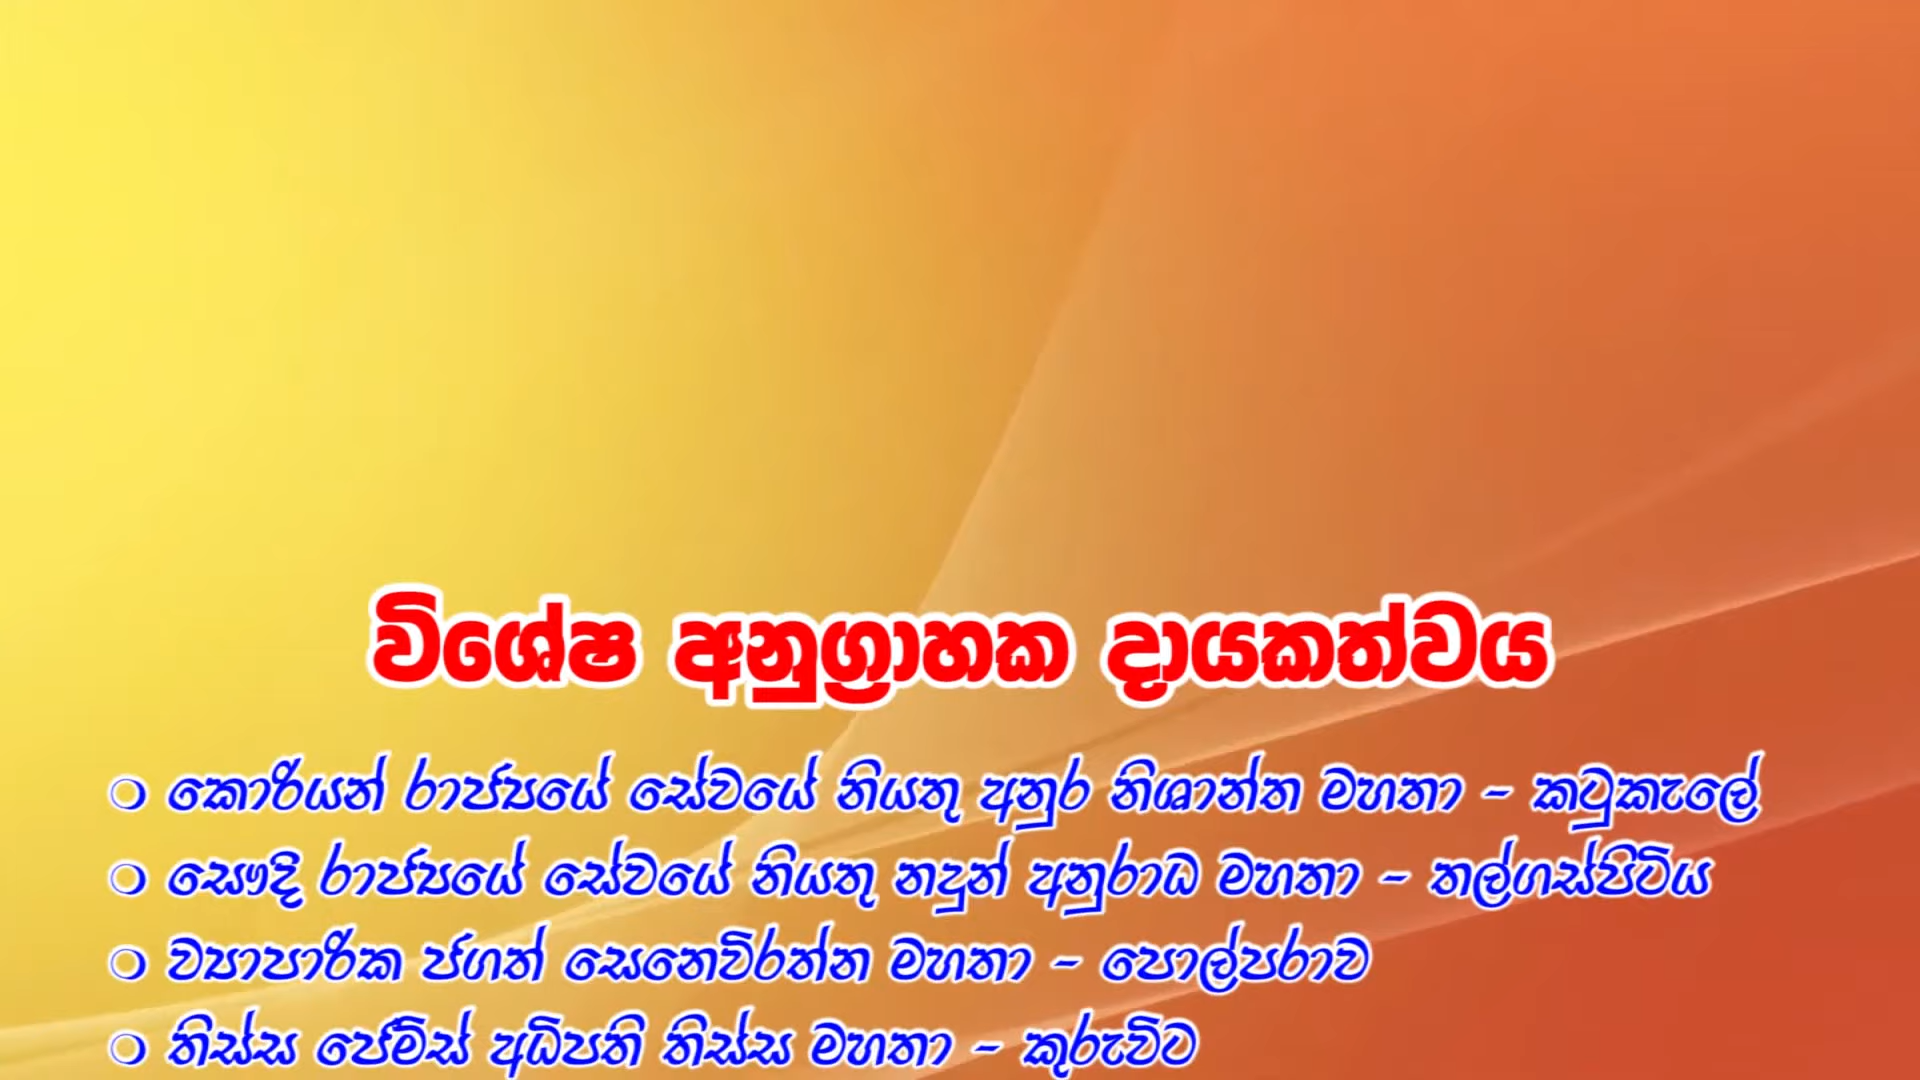 විශේෂ අනුග්‍රාහක දායකත්වය
○ කොරියන් රාජ්‍යයේ සේවයේ නියතු අනුර නිශාන්ත මහතා - කටුකැලේ
○ සෞදි රාජ්‍යයේ සේවයේ නියතු නදුන් අනුරාධ මහතා - තල්ගස්පිටිය
○ ව්‍යාපාරික ජගත් සෙනෙවිරත්න මහතා - පොල්පරාව
○ තිස්ස ජෙම්ස් අධිපති තිස්ස මහතා - කුරුවිට